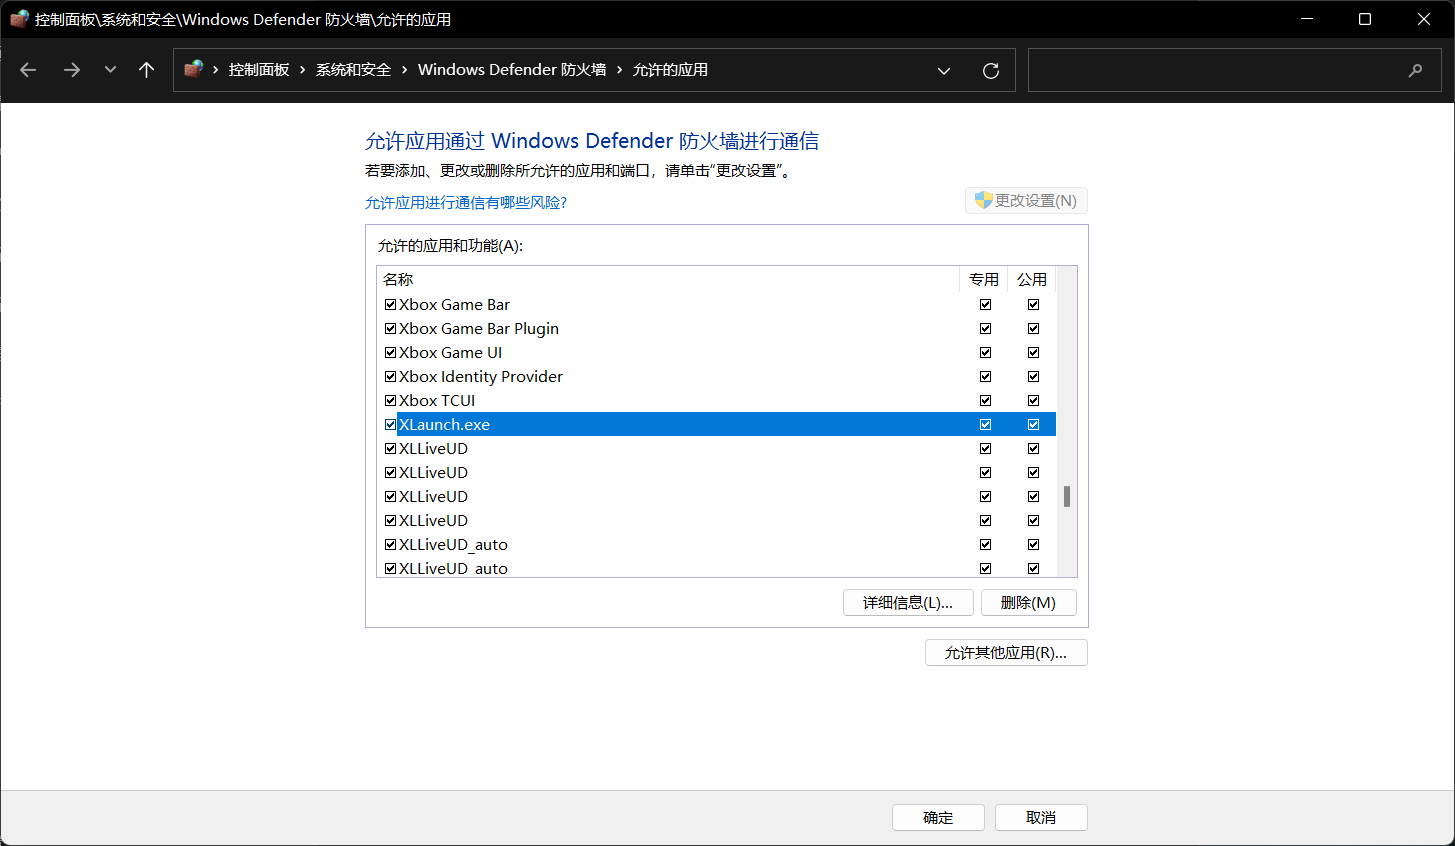 控制面板\系统和安全\Windows Defender 防火墙\允许的应用
控制面板 系统和安全 Windows Defender 防火墙 允许的应用
允许应用通过 Windows Defender 防火墙进行通信
若要添加、更改或删除所允许的应用和端口，请单击“更改设置”。
允许应用进行通信有哪些风险?
更改设置(N)
允许的应用和功能(A):
名称 专用 公用
Xbox Game Bar
Xbox Game Bar Plugin
Xbox Game UI
Xbox Identity Provider
Xbox TCUI
XLaunch.exe
XLLiveUD
XLLiveUD
XLLiveUD
XLLiveUD
XLLiveUD_auto
XLLiveUD_auto
详细信息(L)... 删除(M)
允许其他应用(R)...
确定 取消